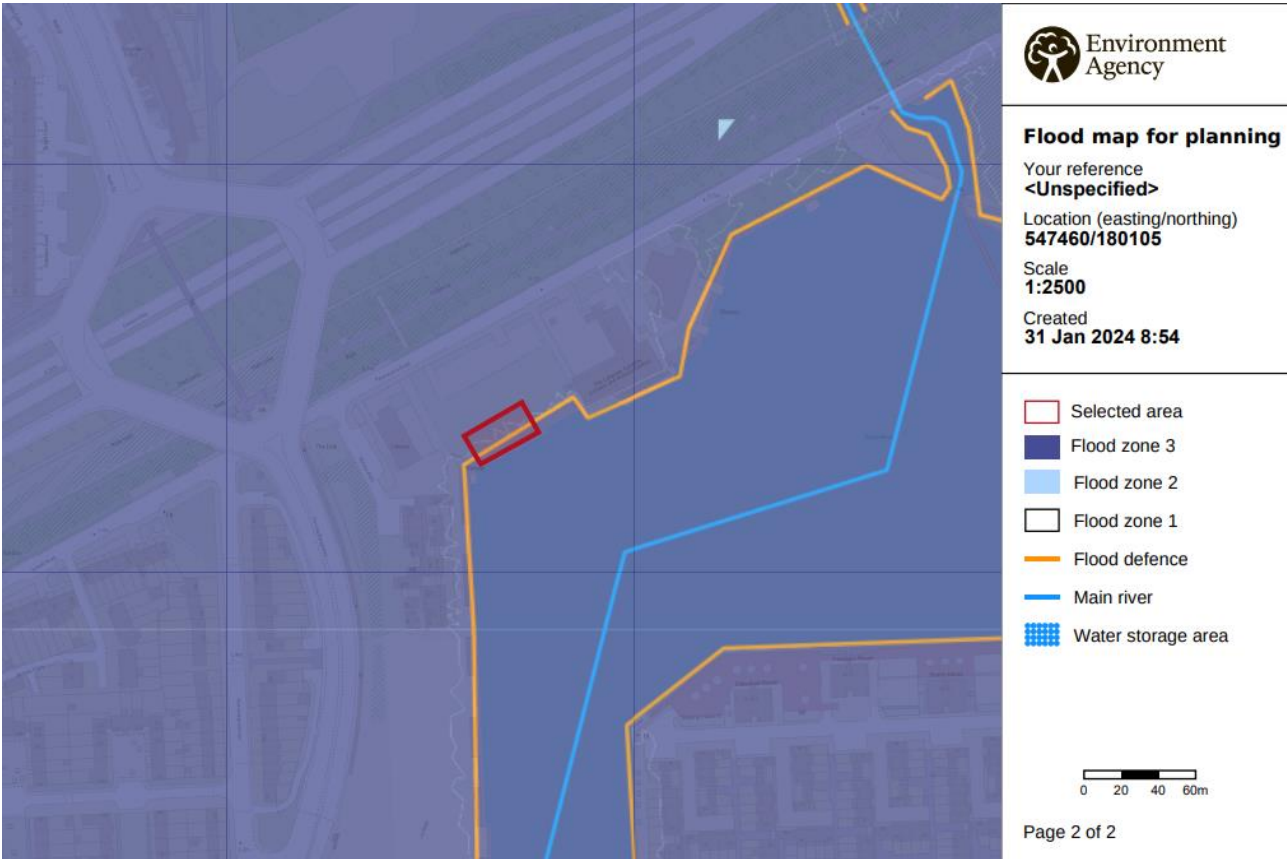 Environment
Agency
Flood map for planning
Your reference
<Unspecified>
Location (easting/northing)
547460/180105
Scale
1:2500
Created
31 Jan 2024 8:54
Selected area
Flood zone 3
Flood zone 2
Flood zone 1
Flood defence
Main river
Water storage area
0 20 40 60m
Page 2 of 2